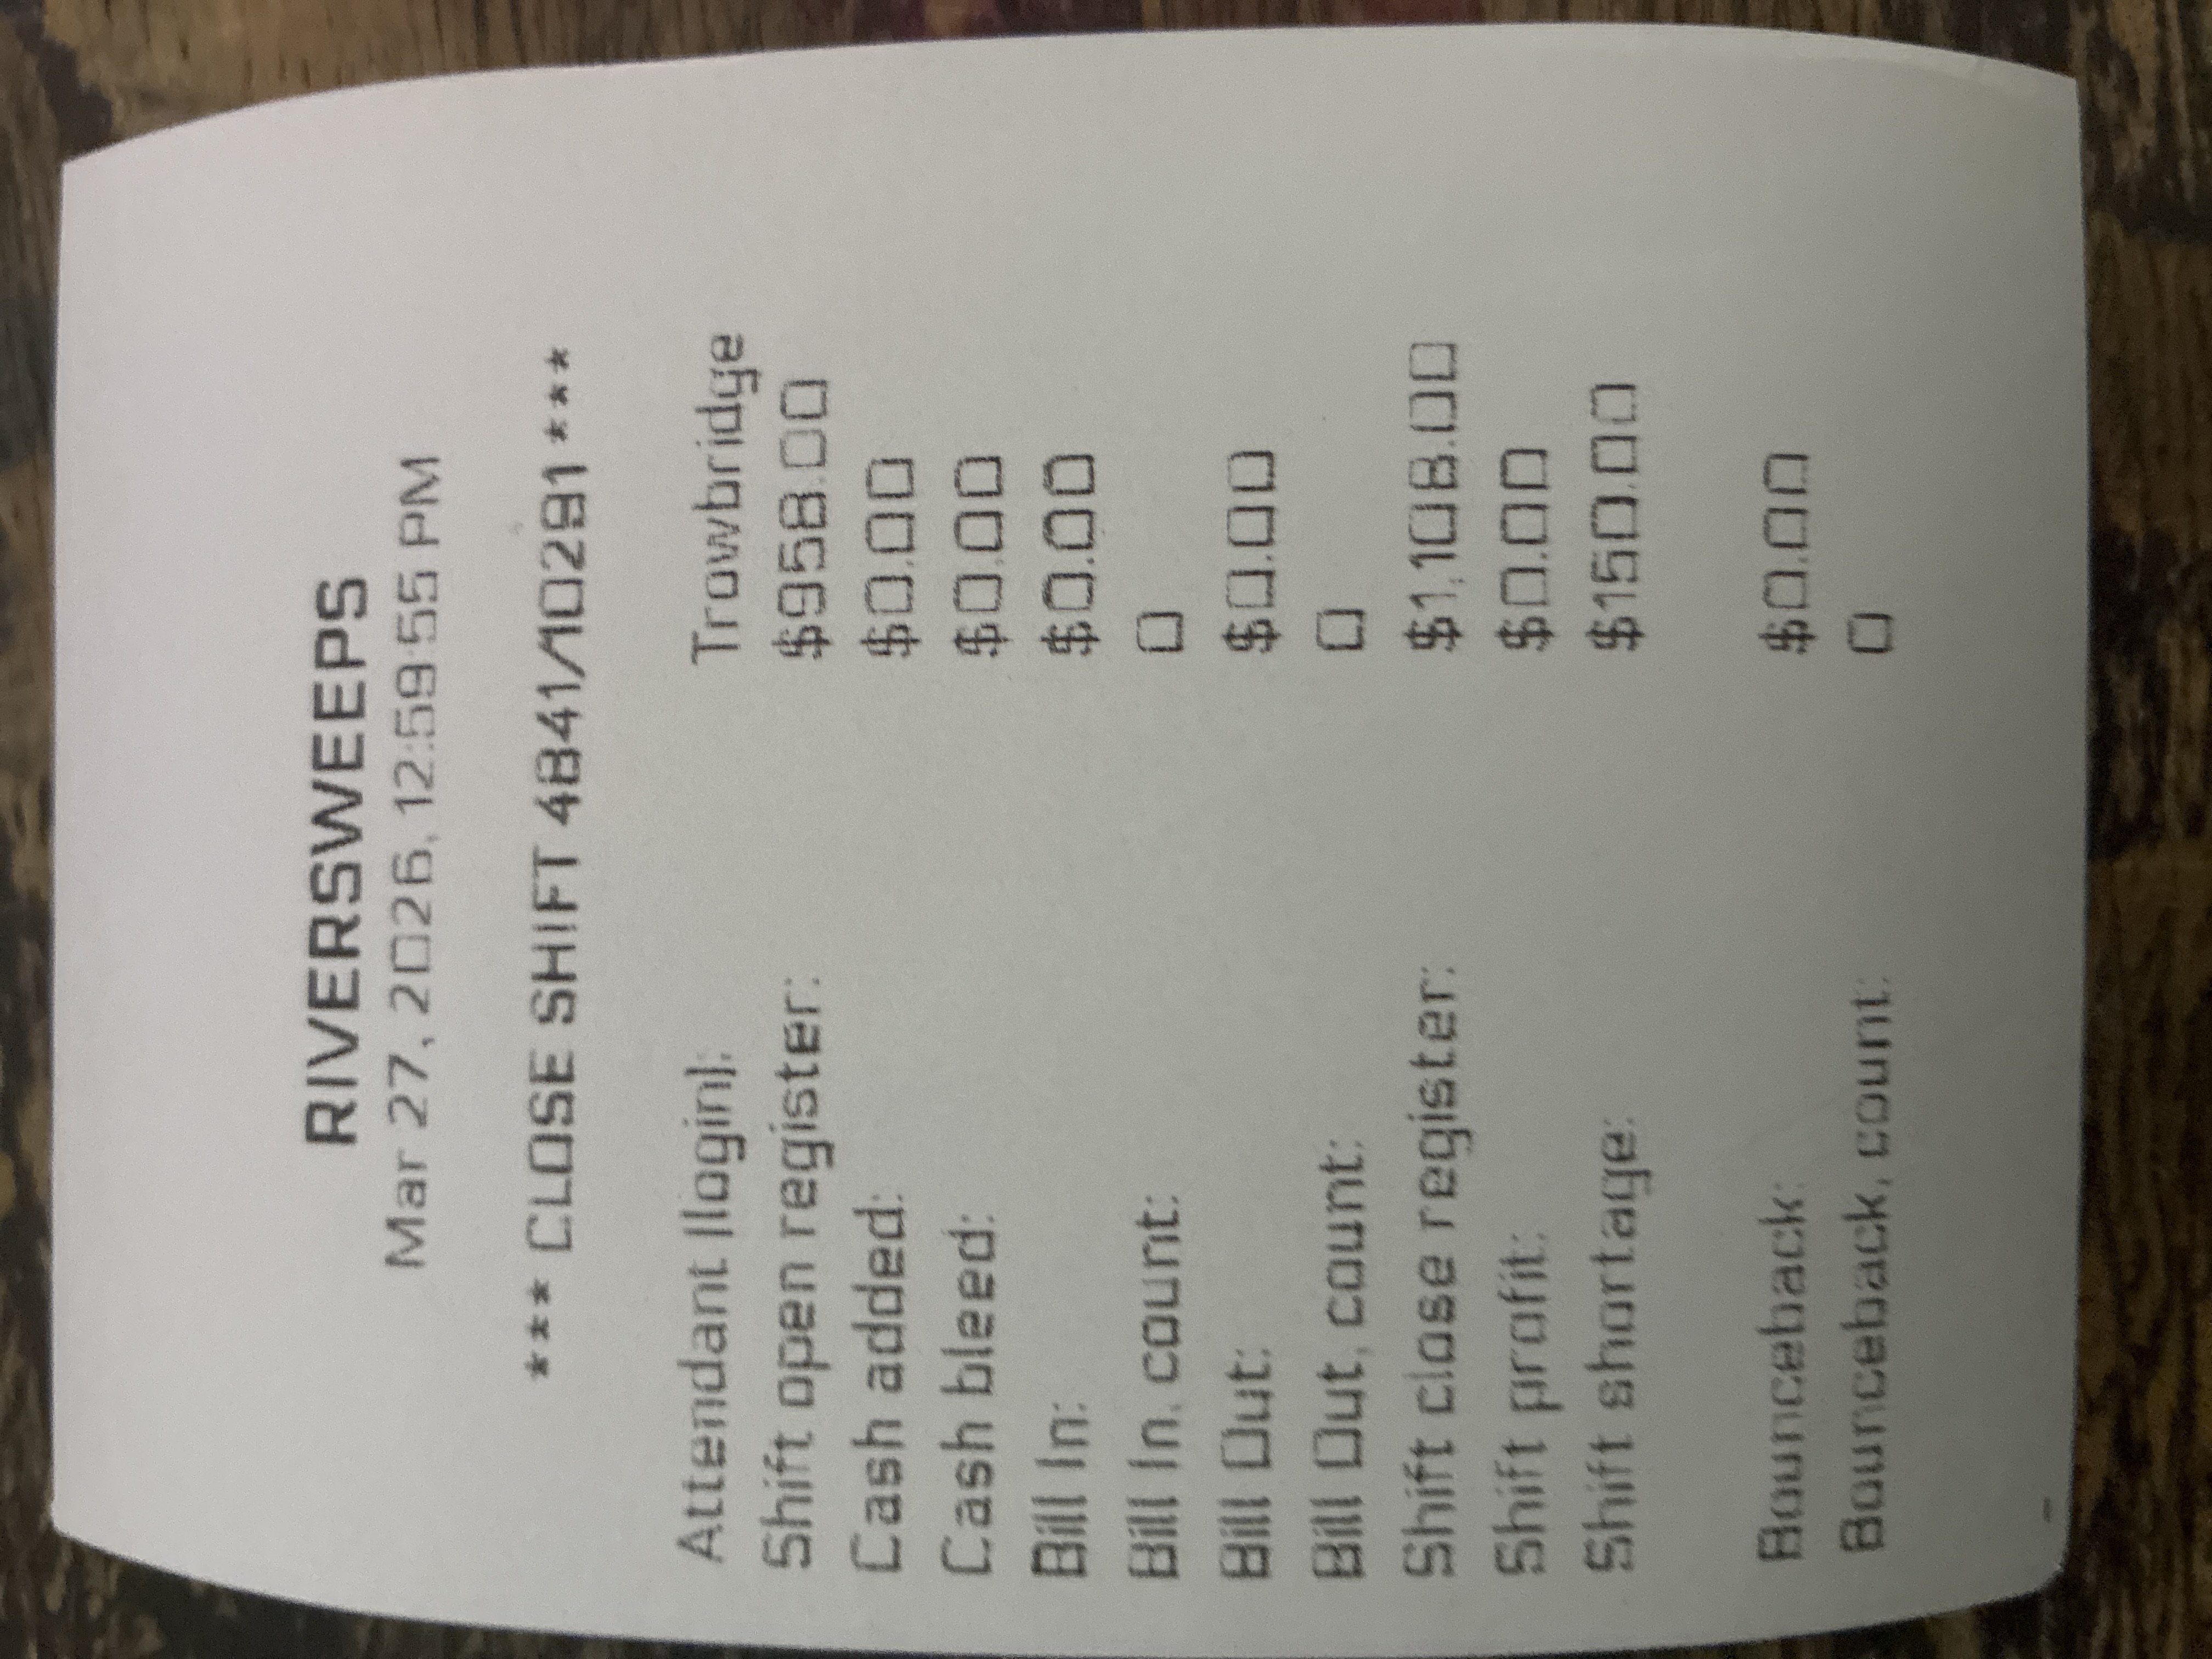 RIVERSWEEPS
Mar 27, 2026, 12:59:55 PM
*** CLOSE SHIFT 4841/10291 ***
Attendant (login): Trowbridge
Shift open register: $958.00
Cash added: $0.00
Cash bleed: $0.00
Bill In: $0.00
Bill In, count: 0
Bill Out: $0.00
Bill Out, count: 0
Shift close register: $1,108.00
Shift profit: $0.00
Shift shortage: $150.00
Bounceback: $0.00
Bounceback, count: 0